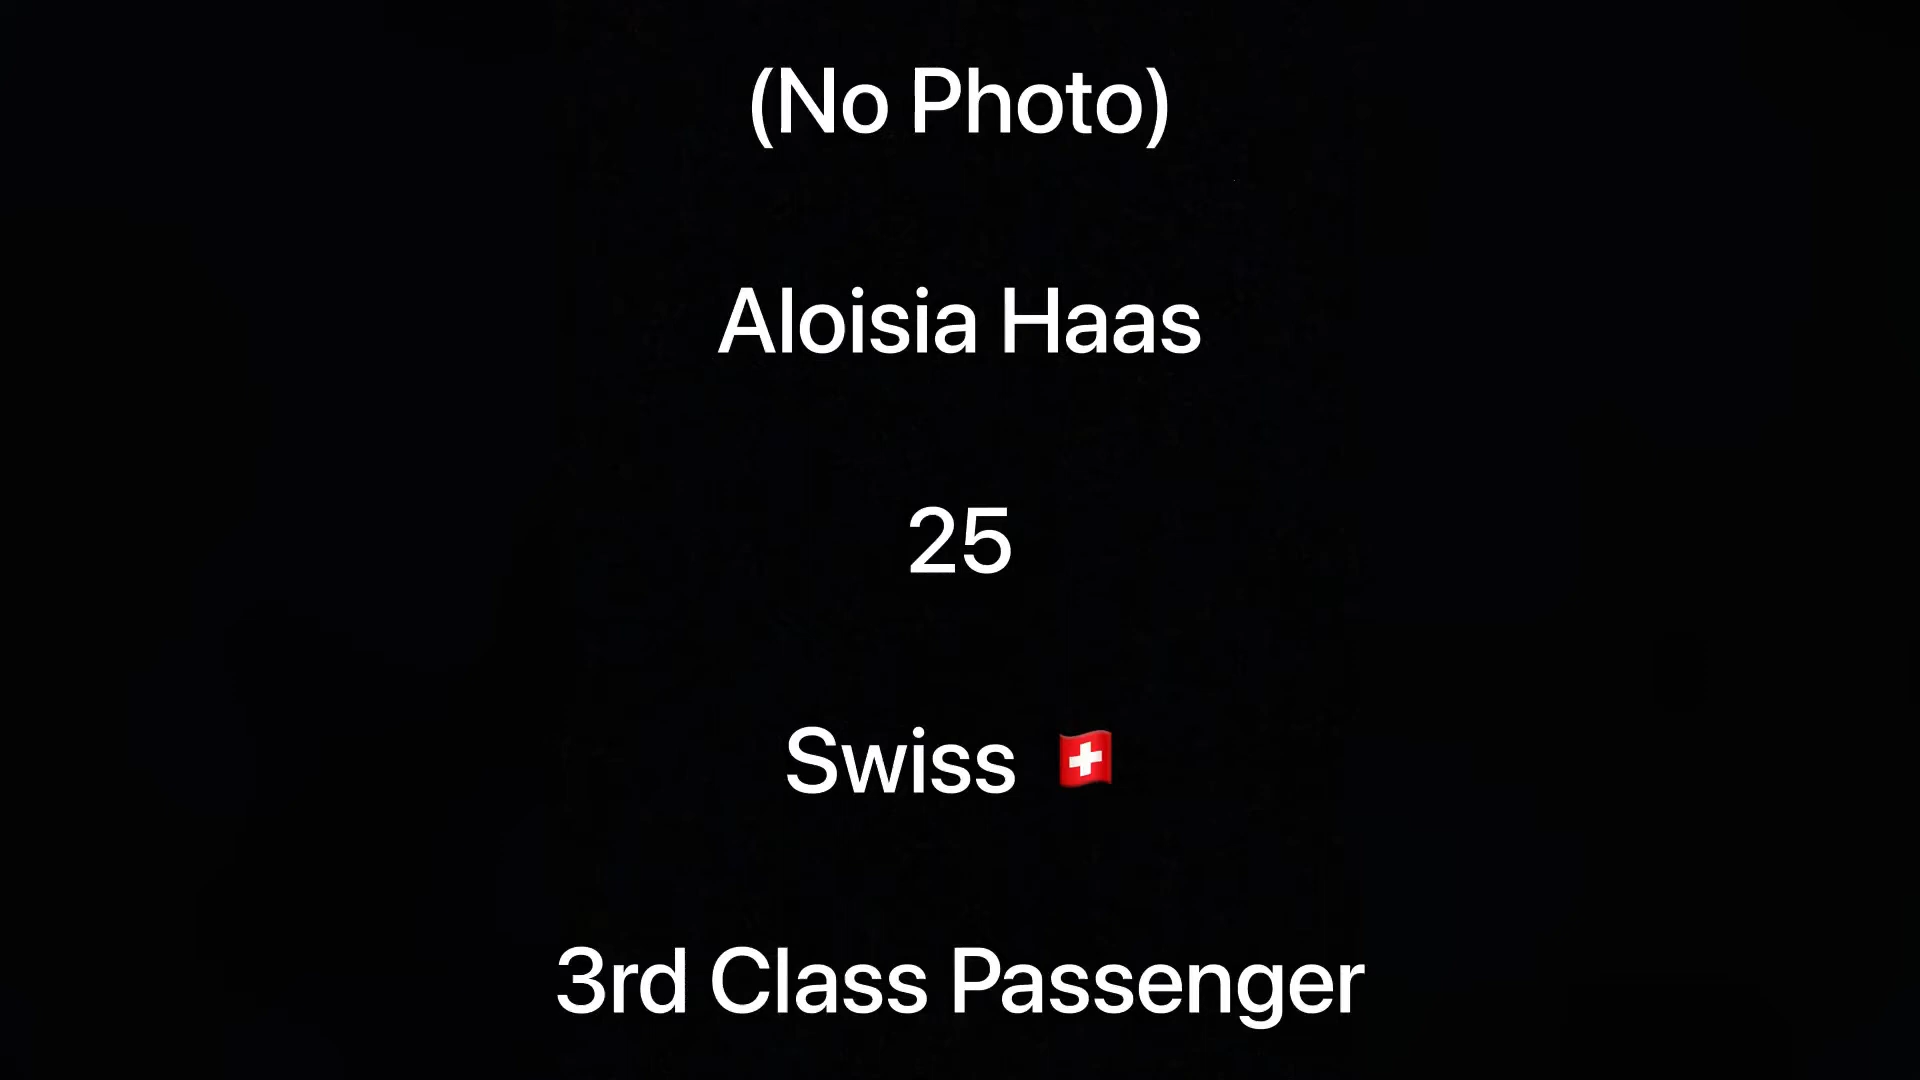 (No Photo)
Aloisia Haas
25
Swiss 🇨🇭
3rd Class Passenger